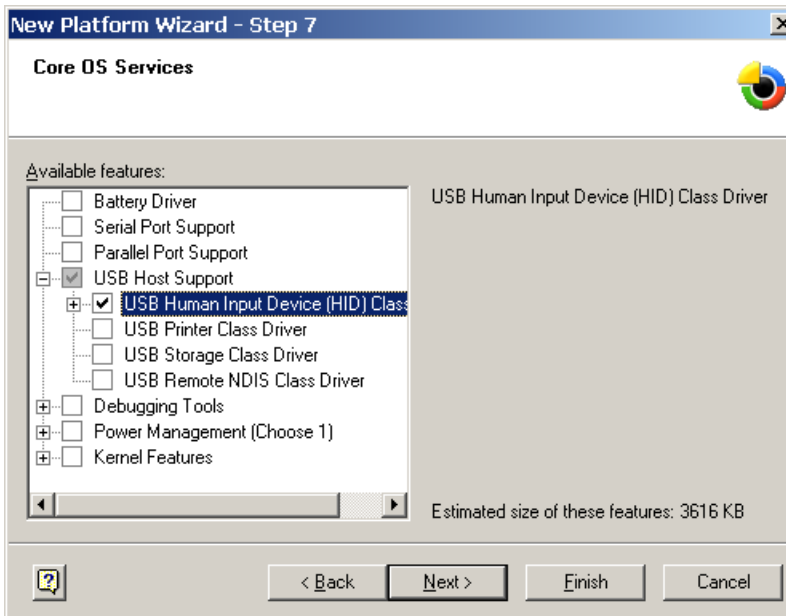 New Platform Wizard - Step 7
Core OS Services
Available features:
Battery Driver
Serial Port Support
Parallel Port Support
USB Host Support
USB Human Input Device (HID) Clas
USB Printer Class Driver
USB Storage Class Driver
USB Remote NDIS Class Driver
Debugging Tools
Power Management (Choose 1)
Kernel Features
USB Human Input Device (HID) Class Driver
Estimated size of these features: 3616 KB
< Back
Next >
Finish
Cancel